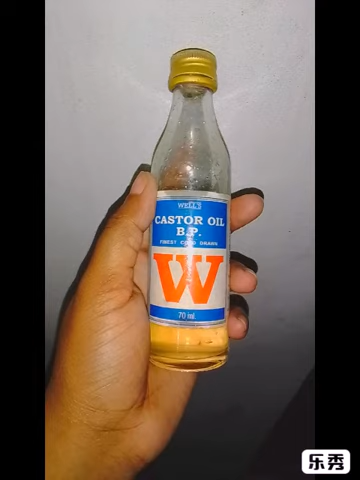 WELL'S
CASTOR OIL
B.P.
FINEST COLD DRAWN
W
70 ml
乐秀